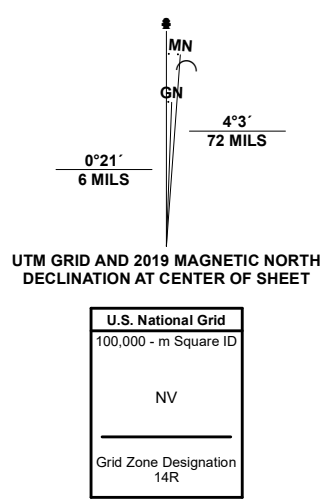 MN
GN
4°3´
72 MILS
0°21´
6 MILS
UTM GRID AND 2019 MAGNETIC NORTH
DECLINATION AT CENTER OF SHEET
U.S. National Grid
100,000 - m Square ID
NV
Grid Zone Designation
14R